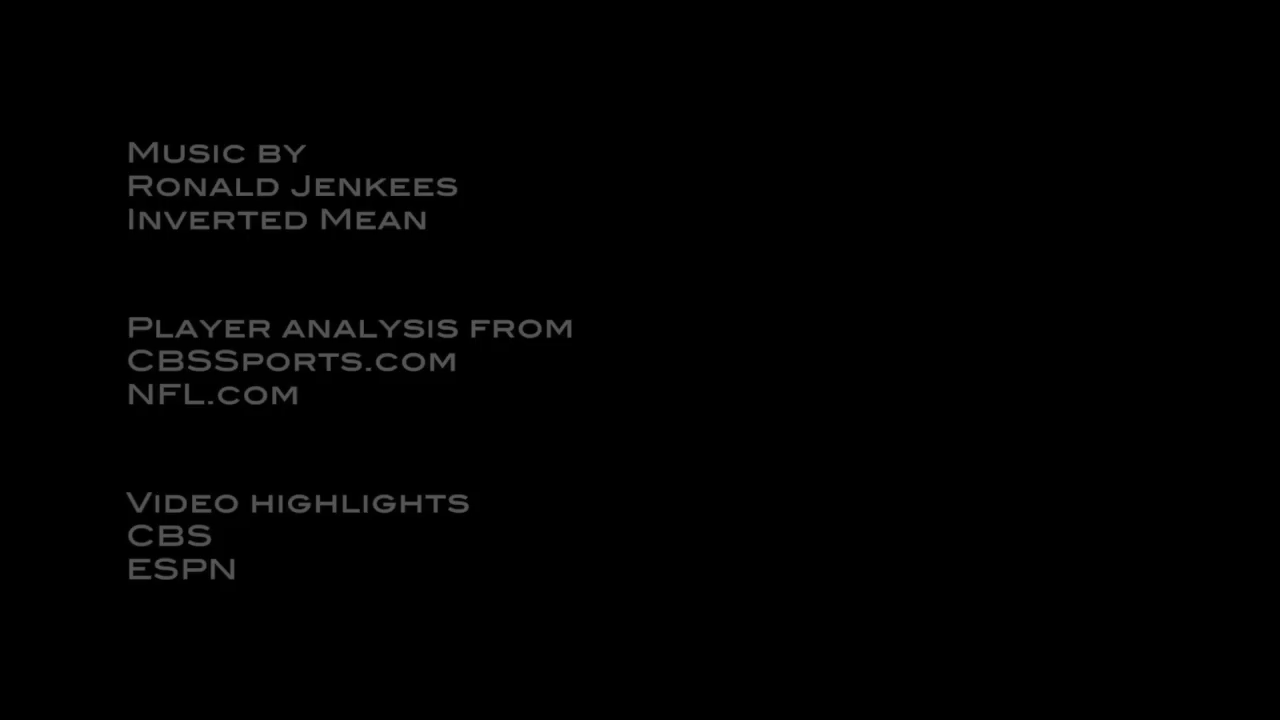 Music by
Ronald Jenkees
Inverted Mean
Player analysis from
CBSSports.com
NFL.com
Video highlights
CBS
ESPN